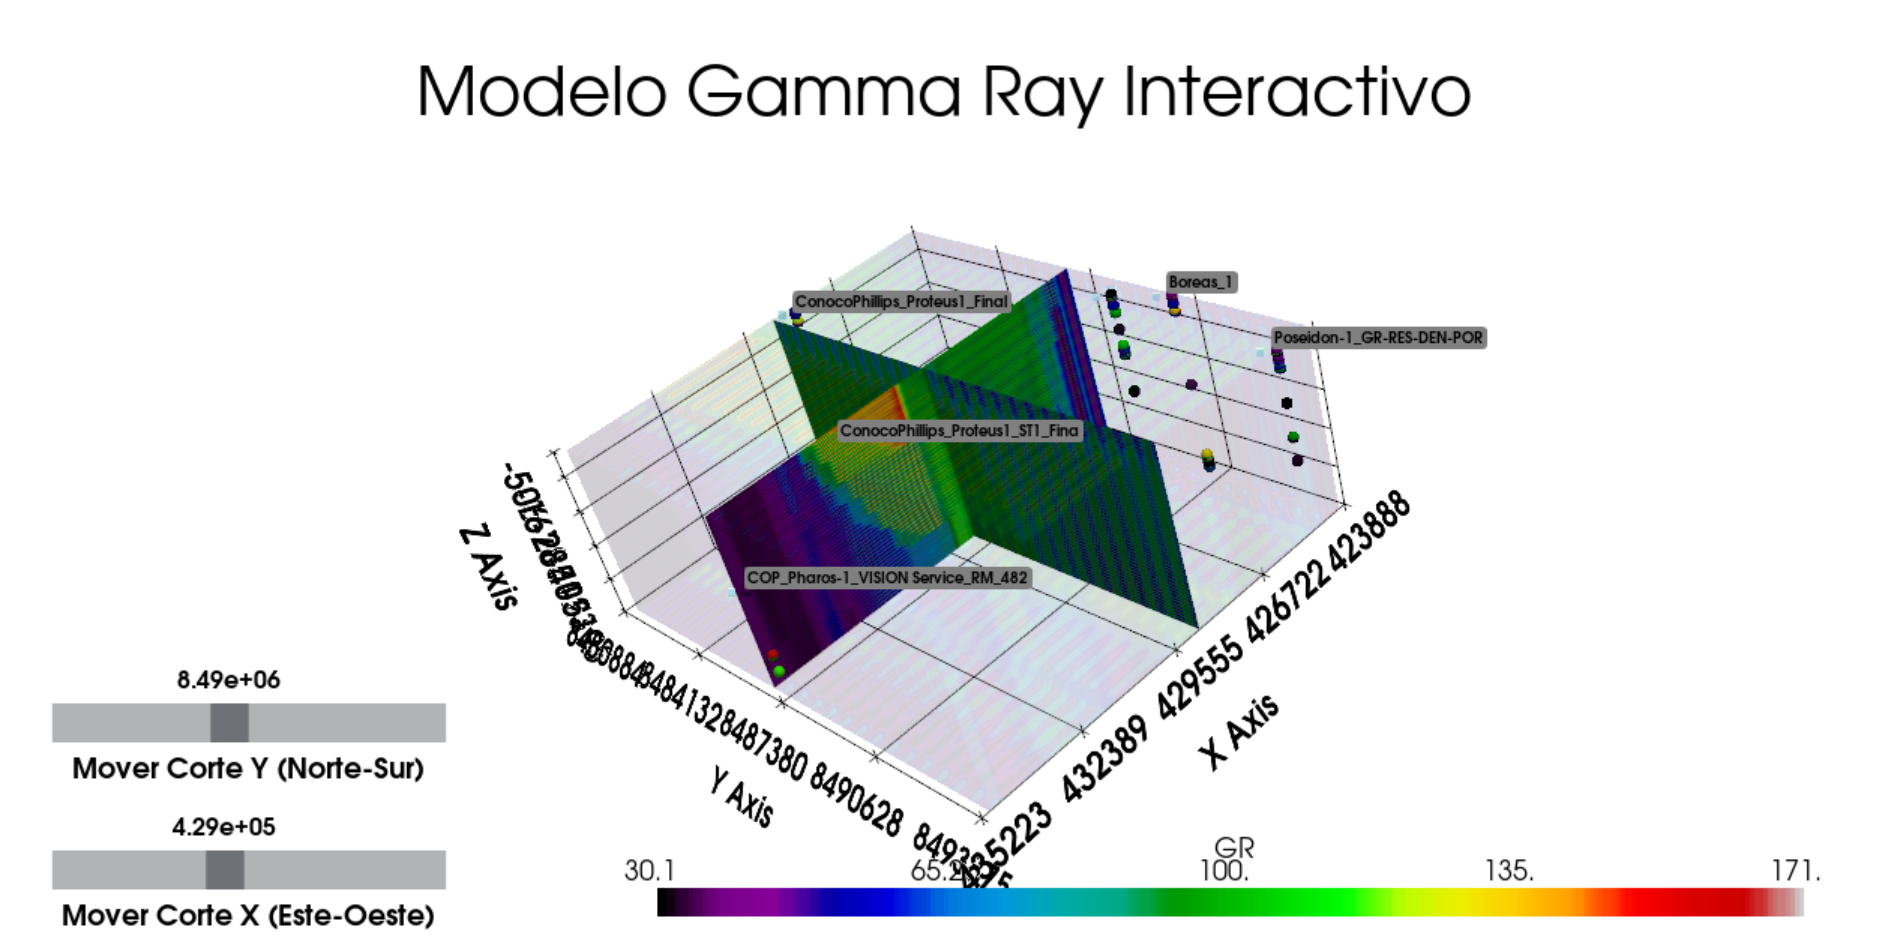 Modelo Gamma Ray Interactivo
Boreas_1
ConocoPhillips_Proteus1_Final
Poseidon-1_GR-RES-DEN-POR
ConocoPhillips_Proteus1_ST1_Fina
COP_Pharos-1_VISION Service_RM_482
Z Axis
Y Axis
8484132
8487380
8490628
X Axis
423888
426722
429555
432389
8.49e+06
Mover Corte Y (Norte-Sur)
4.29e+05
Mover Corte X (Este-Oeste)
GR
30.1
100.
135.
171.